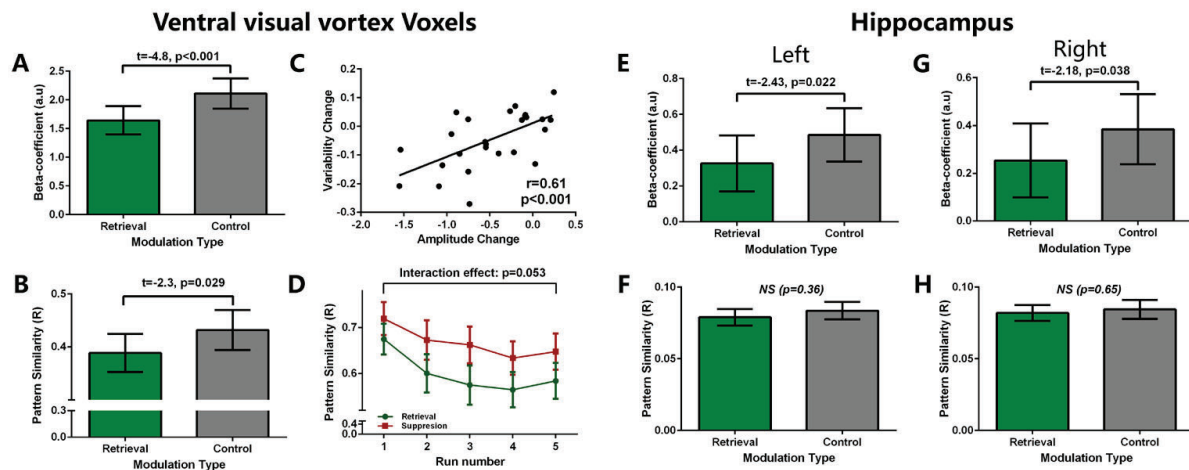 Ventral visual vortex Voxels
Hippocampus
A
t=-4.8, p<0.001
Beta-coefficient (a.u)
2.5
2.0
1.5
1.0
0.5
0.0
Retrieval
Control
Modulation Type
B
t=-2.3, p=0.029
Pattern Similarity (R)
0.5
0.4
0.3
0.0
Retrieval
Control
Modulation Type
C
Variability Change
0.2
0.1
0.0
-0.1
-0.2
-0.3
r=0.61
p<0.001
-2.0
-1.5
-1.0
-0.5
0.0
0.5
Amplitude Change
D
Interaction effect: p=0.053
Pattern Similarity (R)
0.7
0.6
0.4
0.0
Retrieval
Suppresion
1
2
3
4
5
Run number
Left
E
t=-2.43, p=0.022
Beta-coefficient (a.u)
0.8
0.6
0.4
0.2
0.0
Retrieval
Control
Modulation Type
F
NS (p=0.36)
Pattern Similarity (R)
0.10
0.05
0.00
Retrieval
Control
Modulation Type
Right
G
t=-2.18, p=0.038
Beta-coefficient (a.u)
0.6
0.4
0.2
0.0
Retrieval
Control
Modulation Type
H
NS (p=0.65)
Pattern Similarity (R)
0.10
0.05
0.00
Retrieval
Control
Modulation Type